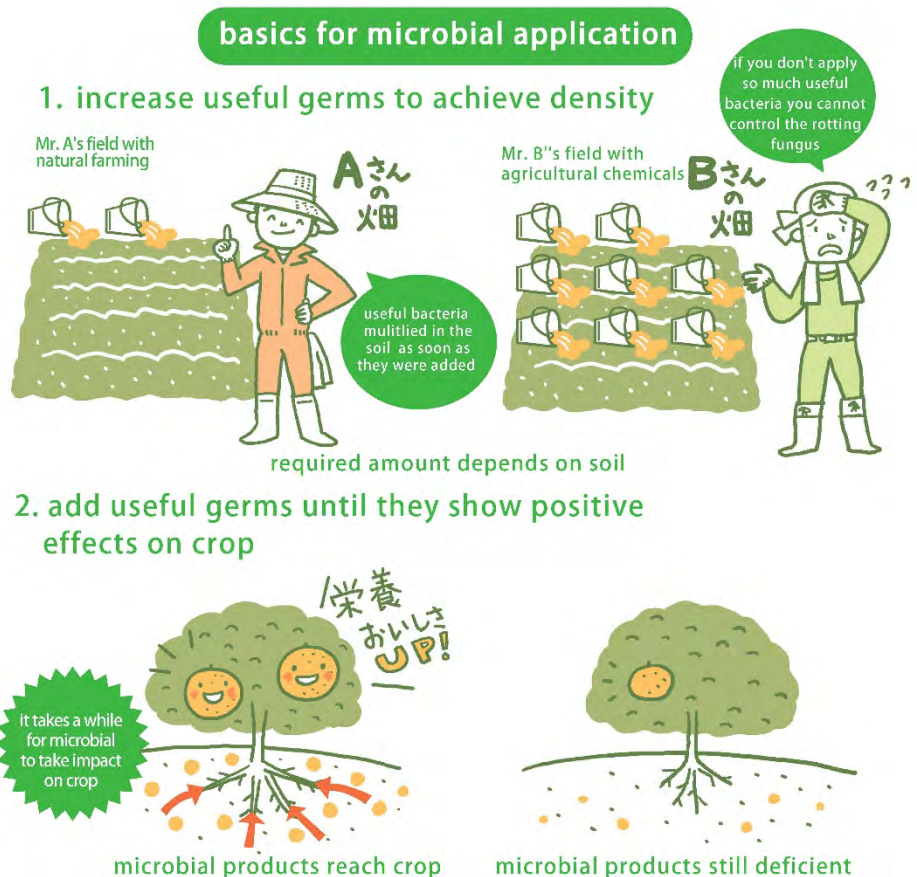 basics for microbial application
1. increase useful germs to achieve density
if you don't apply
so much useful
bacteria you cannot
control the rotting
fungus
Mr. A's field with
natural farming
Aさん
の
畑
useful bacteria
mulitlied in the
soil as soon as
they were added
Mr. B"s field with
agricultural chemicals
Bさん
の
畑
required amount depends on soil
2. add useful germs until they show positive
effects on crop
栄養
おいしさ
UP!
it takes a while
for microbial
to take impact
on crop
microbial products reach crop
microbial products still deficient